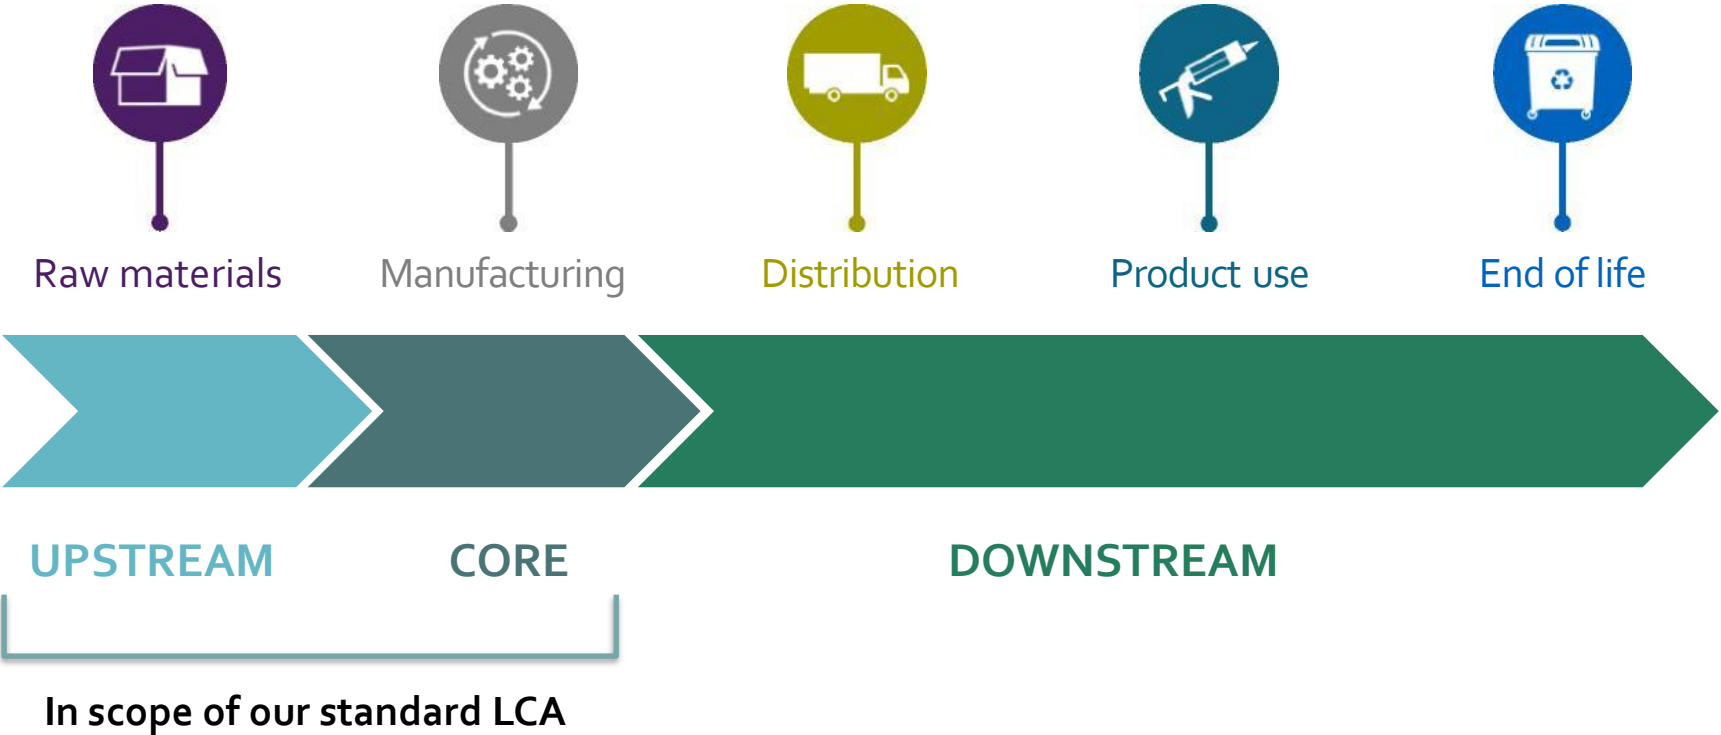 Raw materials
Manufacturing
Distribution
Product use
End of life
UPSTREAM
CORE
DOWNSTREAM
In scope of our standard LCA